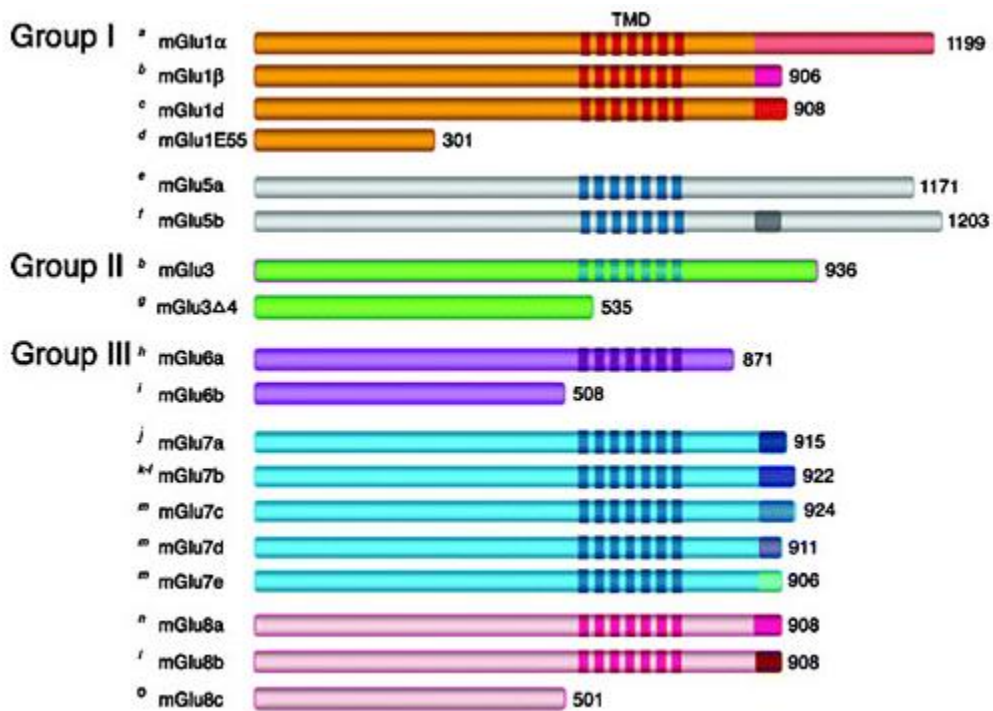 TMD
Group I a mGlu1α 1199
b mGlu1β 906
c mGlu1d 908
d mGlu1E55 301
e mGlu5a 1171
f mGlu5b 1203
Group II b mGlu3 936
g mGlu3Δ4 535
Group III h mGlu6a 871
i mGlu6b 508
j mGlu7a 915
k-l mGlu7b 922
m mGlu7c 924
m mGlu7d 911
m mGlu7e 906
n mGlu8a 908
l mGlu8b 908
o mGlu8c 501